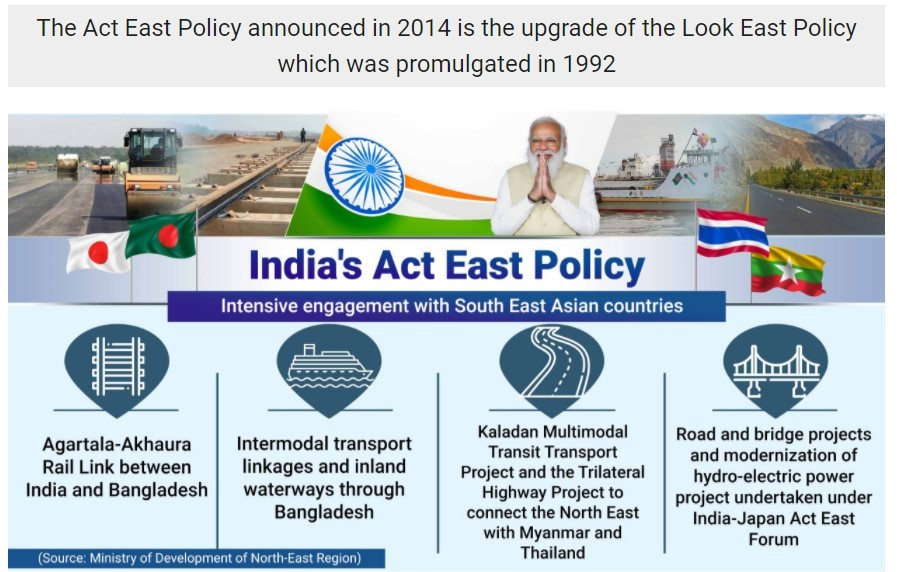 The Act East Policy announced in 2014 is the upgrade of the Look East Policy
which was promulgated in 1992
India's Act East Policy
Intensive engagement with South East Asian countries
Agartala-Akhaura
Rail Link between
India and Bangladesh
Intermodal transport
linkages and inland
waterways through
Bangladesh
Kaladan Multimodal
Transit Transport
Project and the Trilateral
Highway Project to
connect the North East
with Myanmar and
Thailand
Road and bridge projects
and modernization of
hydro-electric power
project undertaken under
India-Japan Act East
Forum
(Source: Ministry of Development of North-East Region)